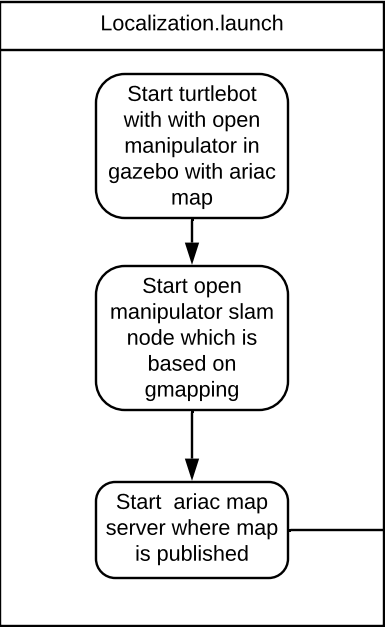 Localization.launch
Start turtlebot
with with open
manipulator in
gazebo with ariac
map
Start open
manipulator slam
node which is
based on
gmapping
Start  ariac map
server where map
is published